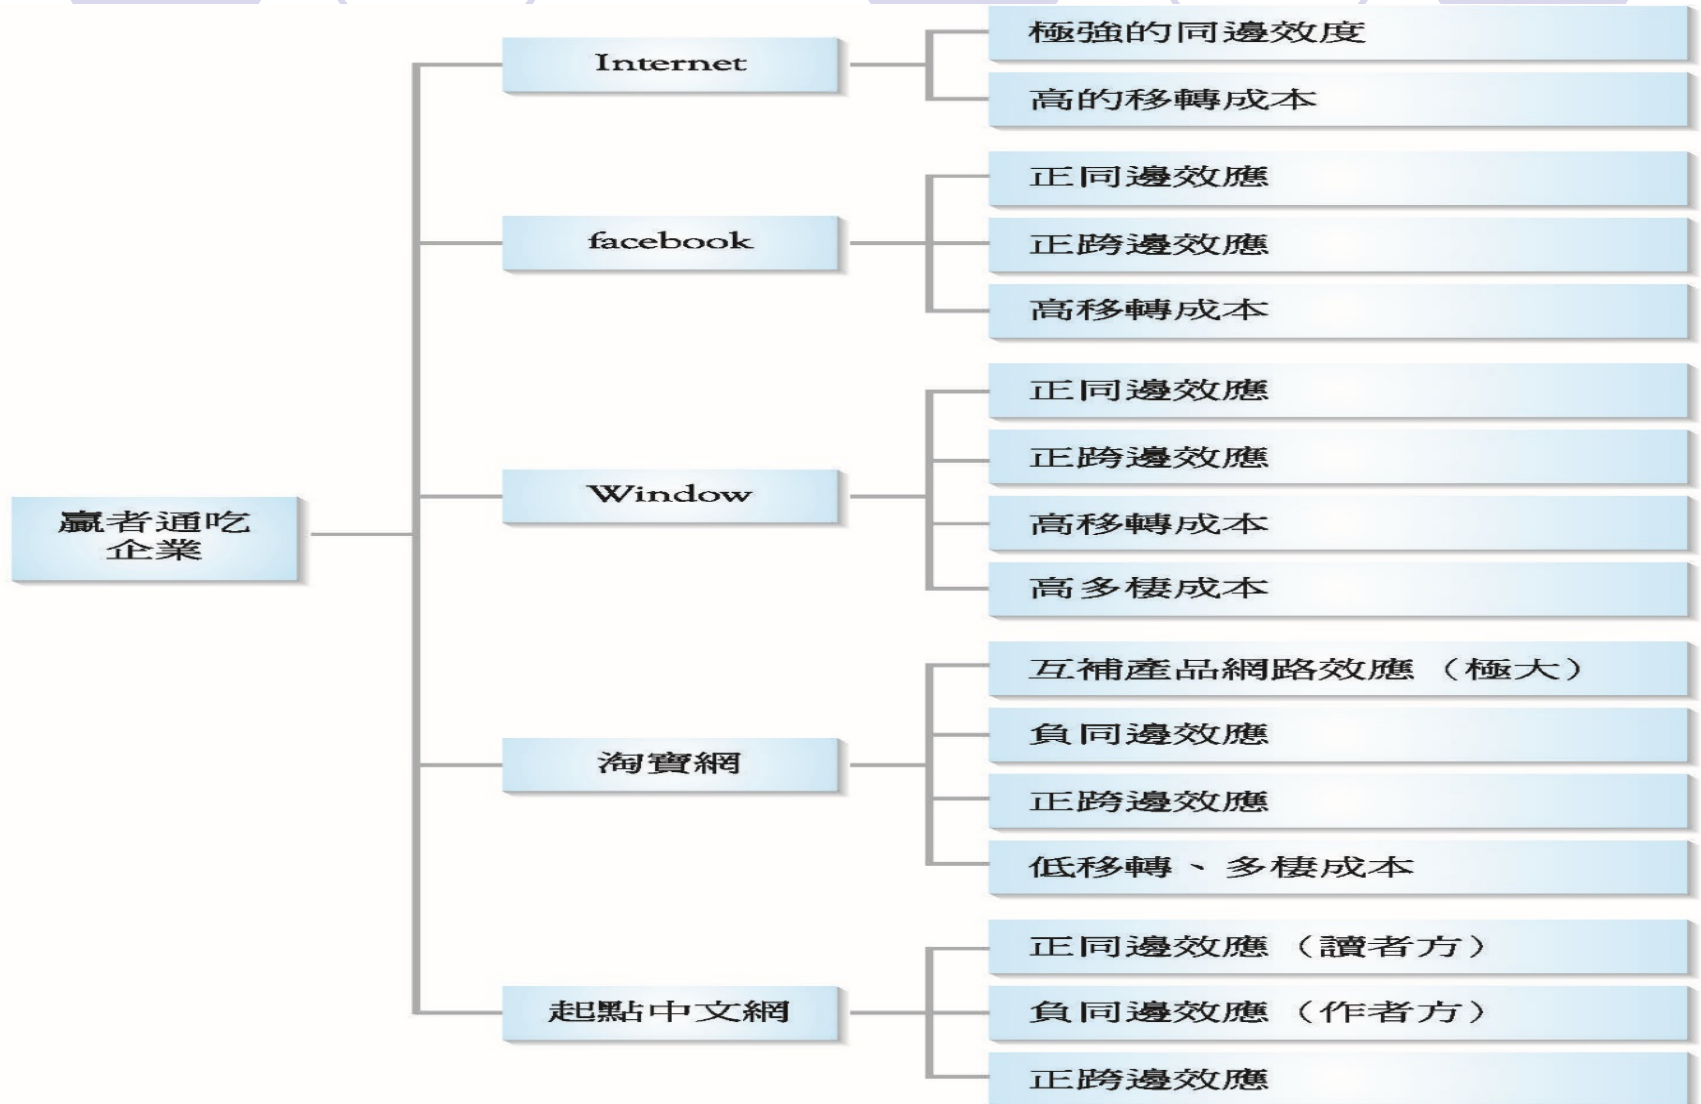 贏者通吃
企業
Internet
極強的同邊效度
高的移轉成本
facebook
正同邊效應
正跨邊效應
高移轉成本
Window
正同邊效應
正跨邊效應
高移轉成本
高多棲成本
淘寶網
互補產品網路效應（極大）
負同邊效應
正跨邊效應
低移轉、多棲成本
起點中文網
正同邊效應（讀者方）
負同邊效應（作者方）
正跨邊效應